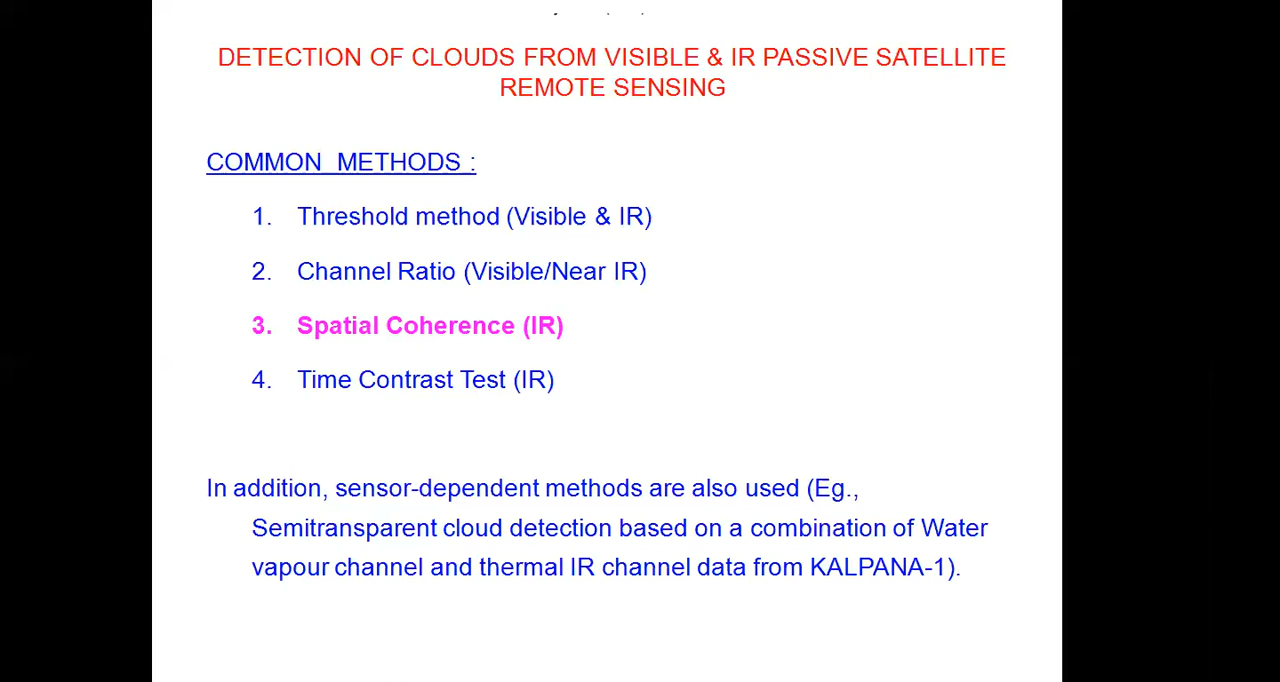 DETECTION OF CLOUDS FROM VISIBLE & IR PASSIVE SATELLITE
REMOTE SENSING
COMMON METHODS :
1. Threshold method (Visible & IR)
2. Channel Ratio (Visible/Near IR)
3. Spatial Coherence (IR)
4. Time Contrast Test (IR)
In addition, sensor-dependent methods are also used (Eg.,
Semitransparent cloud detection based on a combination of Water
vapour channel and thermal IR channel data from KALPANA-1).